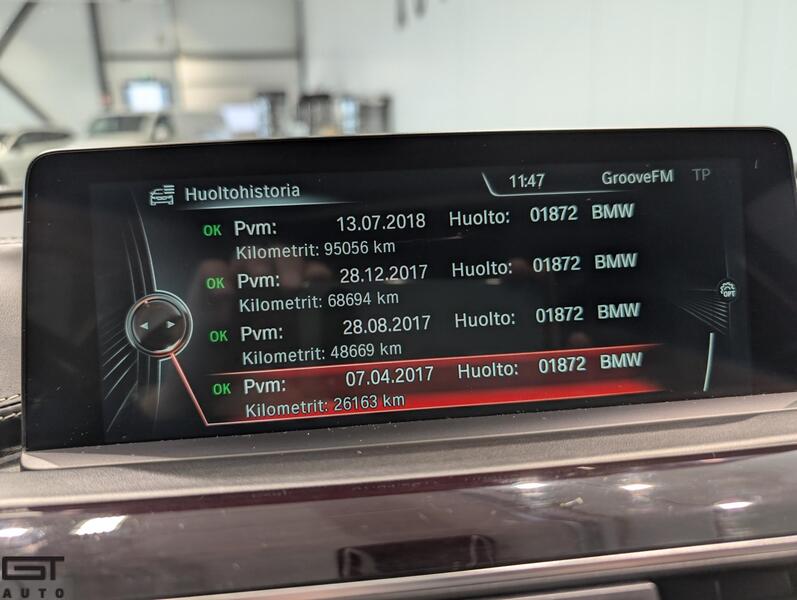 Huoltohistoria 11:47 GrooveFM TP
OK Pvm: 13.07.2018 Huolto: 01872 BMW
Kilometrit: 95056 km
OK Pvm: 28.12.2017 Huolto: 01872 BMW
Kilometrit: 68694 km
OPT
OK Pvm: 28.08.2017 Huolto: 01872 BMW
Kilometrit: 48669 km
OK Pvm: 07.04.2017 Huolto: 01872 BMW
Kilometrit: 26163 km
GT
AUTO